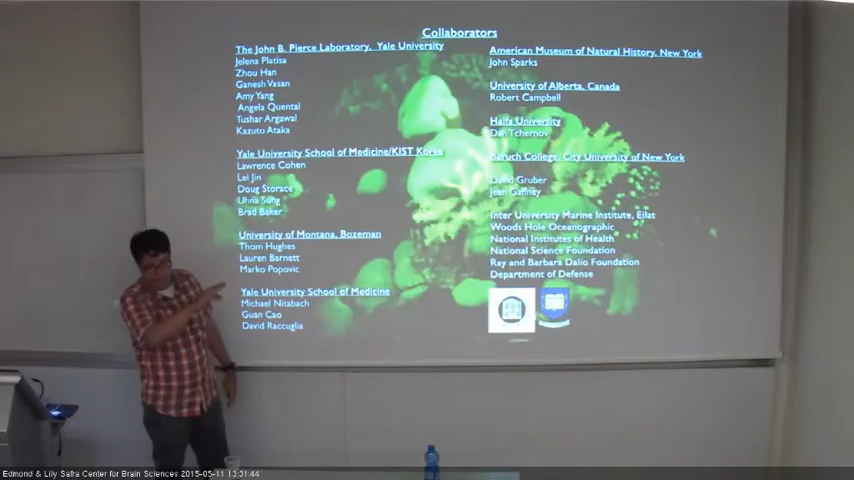 Collaborators
The John B. Pierce Laboratory, Yale University
Jelena Platisa
Zhou Han
Ganesh Vasan
Amy Yang
Angela Quental
Tushar Argawal
Kazuto Ataka
Yale University School of Medicine/KIST Korea
Lawrence Cohen
Lei Jin
Doug Storace
Uhna Sung
Brad Baker
University of Montana, Bozeman
Thom Hughes
Lauren Barnett
Marko Popovic
Yale University School of Medicine
Michael Nitabach
Guan Cao
David Raccuglia
American Museum of Natural History, New York
John Sparks
University of Alberta, Canada
Robert Campbell
Haifa University
Dan Tchernov
Baruch College, City University of New York
David Gruber
Jean Gaffney
Inter University Marine Institute, Eilat
Woods Hole Oceanographic
National Institutes of Health
National Science Foundation
Ray and Barbara Dalio Foundation
Department of Defense
Edmond & Lily Safra Center for Brain Sciences 2015-05-11 13:31:44